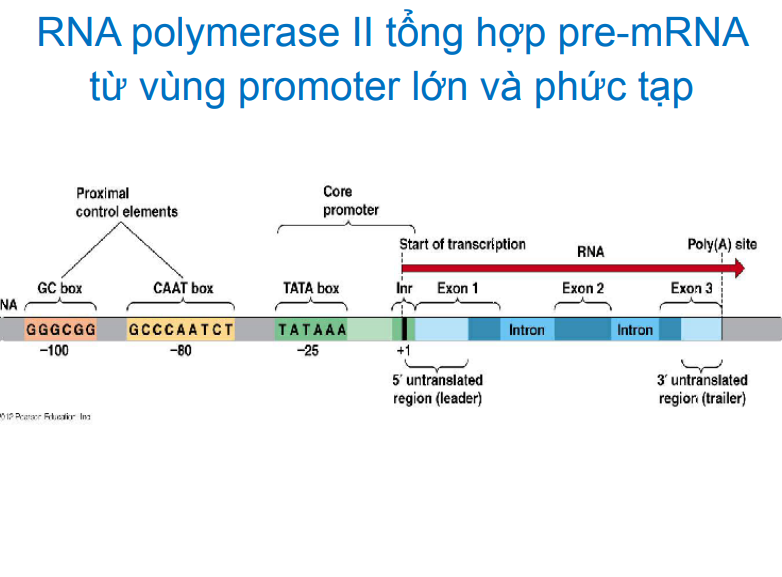 RNA polymerase II tổng hợp pre-mRNA
từ vùng promoter lớn và phức tạp
Proximal
control elements
Core
promoter
Start of transcription
RNA
Poly(A) site
GC box
CAAT box
TATA box
Inr
Exon 1
Exon 2
Exon 3
NA
GGGCGG
GCCCAATCT
TATAAA
Intron
Intron
−100
−80
−25
+1
5′ untranslated
region (leader)
3′ untranslated
region (trailer)
Pearson Education, Inc.